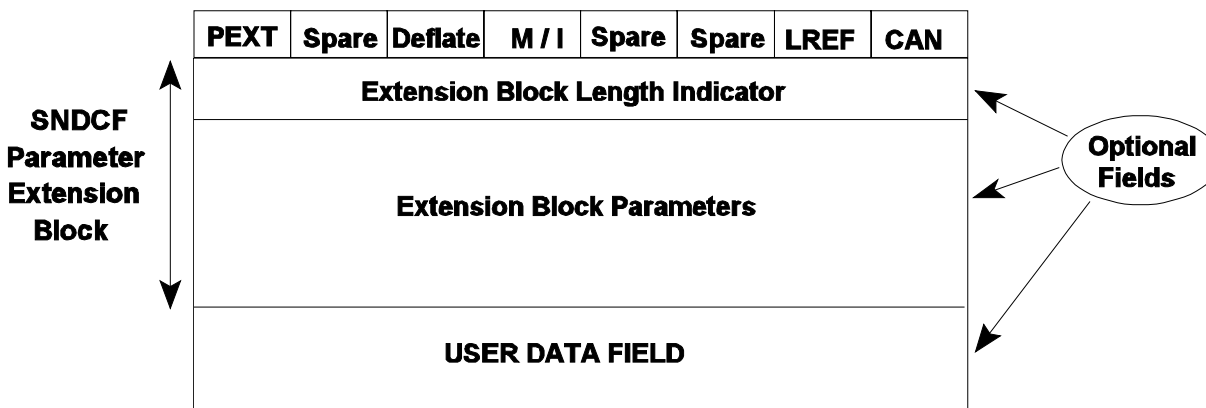 PEXT Spare Deflate M / I Spare Spare LREF CAN
Extension Block Length Indicator
SNDCF
Parameter
Extension
Block
Extension Block Parameters
Optional
Fields
USER DATA FIELD